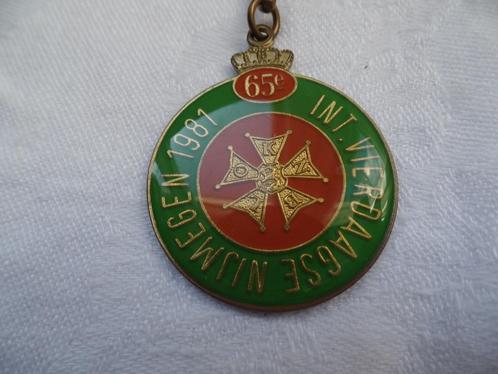 65e
INT. VIERDAAGSE NIJMEGEN 1981